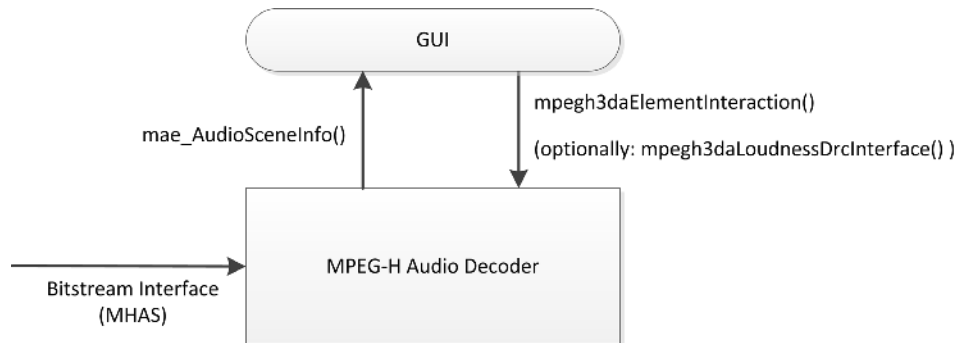 GUI
mae_AudioSceneInfo()
mpegh3daElementInteraction()
(optionally: mpegh3daLoudnessDrcInterface() )
MPEG-H Audio Decoder
Bitstream Interface
(MHAS)